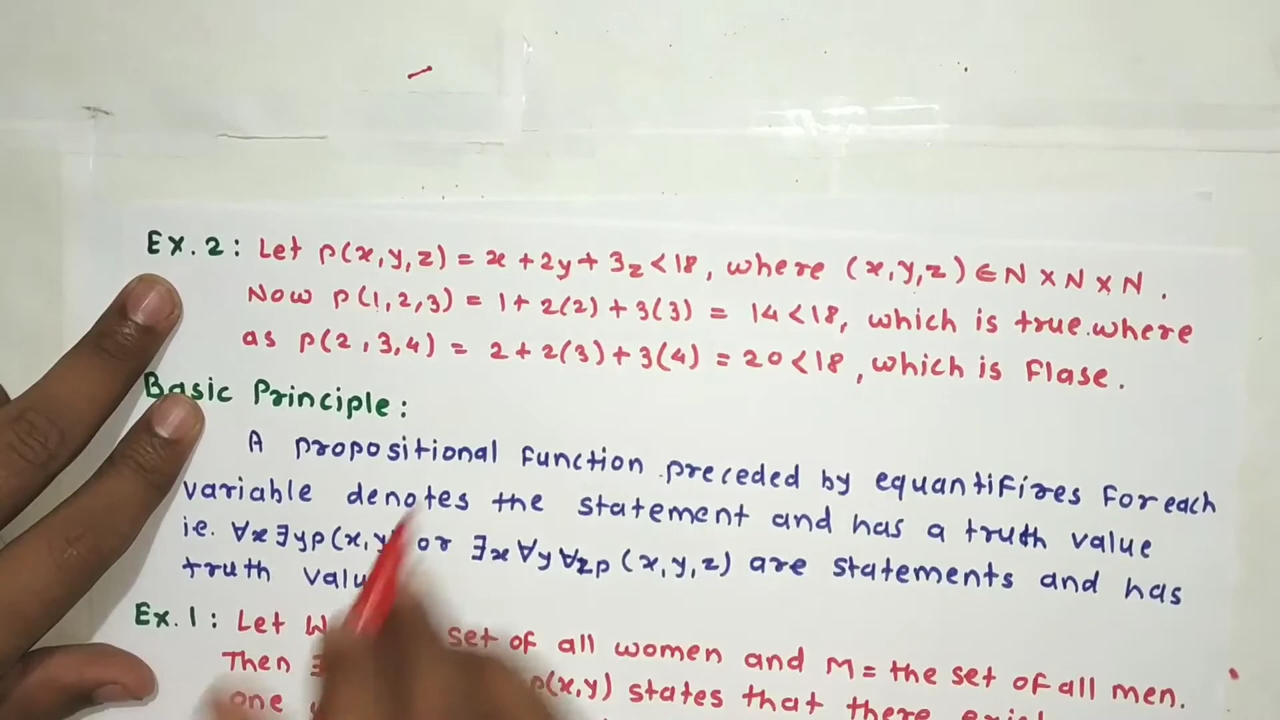 Ex.2: Let p(x,y,z) = x + 2y + 3z < 18, where (x,y,z) ∈ N × N × N.
Now p(1,2,3) = 1 + 2(2) + 3(3) = 14 < 18, which is true. where
as p(2,3,4) = 2 + 2(3) + 3(4) = 20 < 18, which is Flase.
Basic Principle:
A propositional function preceded by equantifires for each
variable denotes the statement and has a truth value
i.e. ∀x ∃y p(x,y) or ∃x ∀y ∀z p(x,y,z) are statements and has
truth
Ex.1: Let set of all women and M = the set of all men.
Then p(x,y) states that there
one